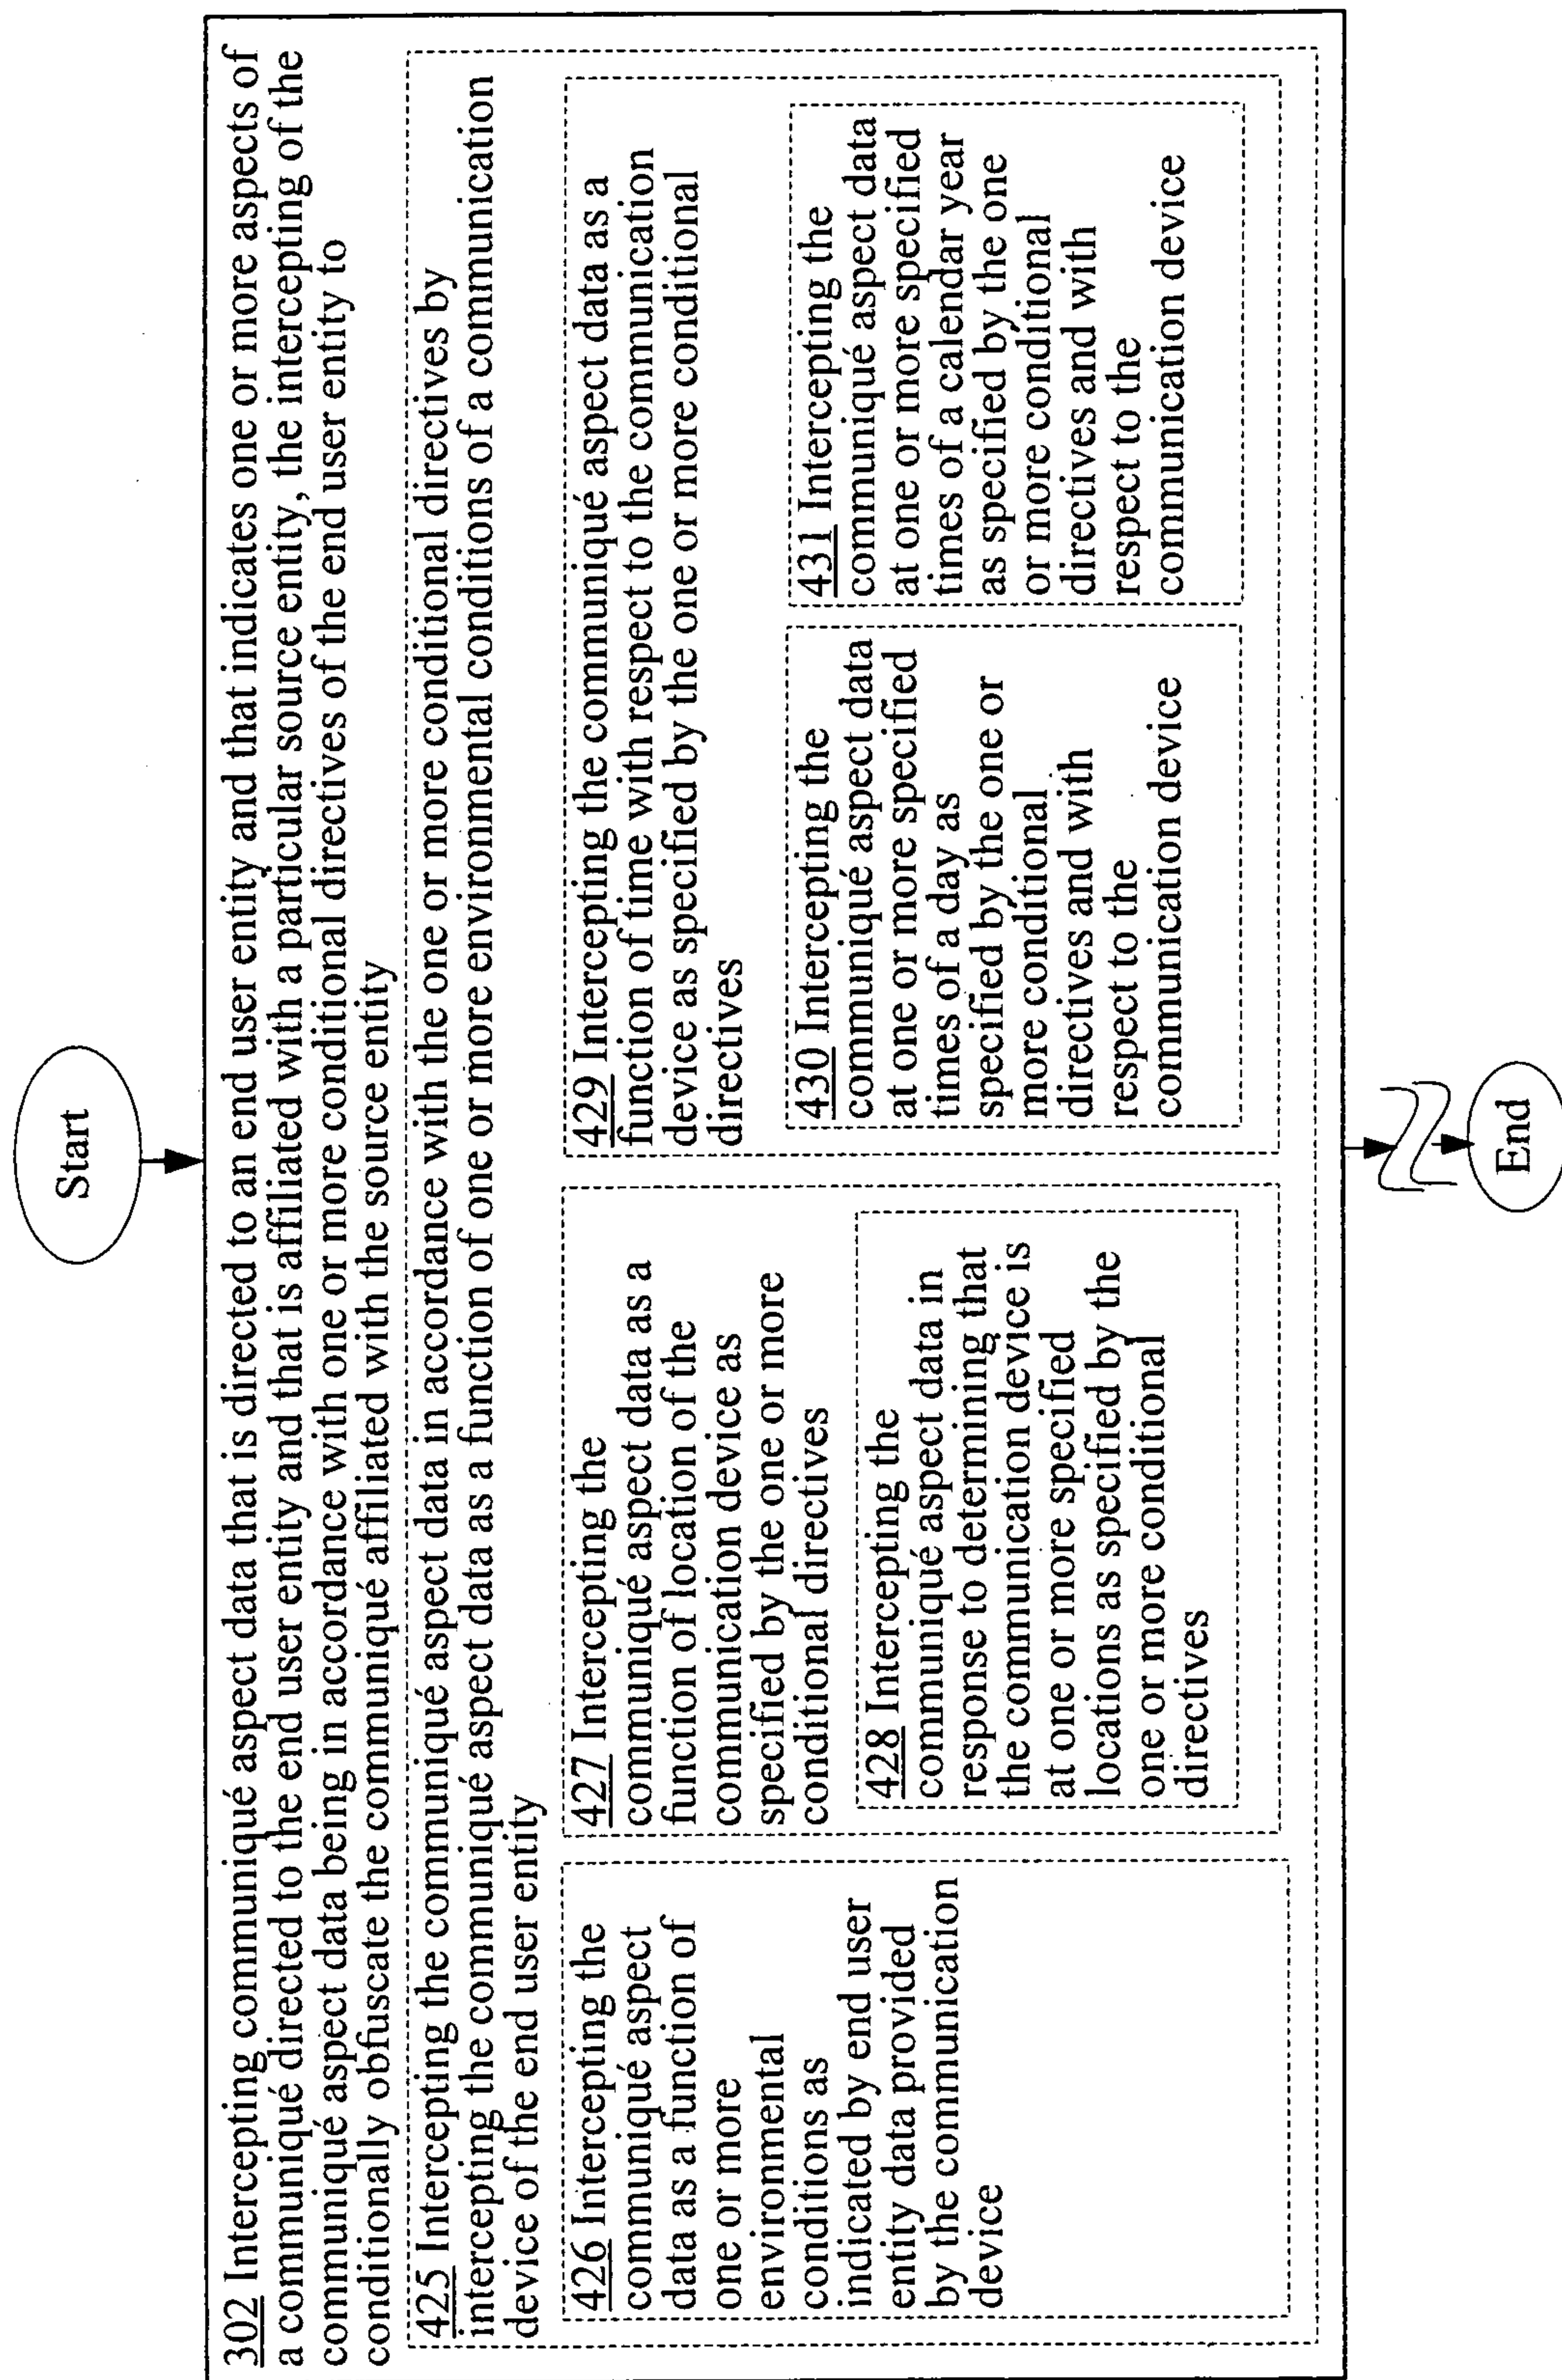 Start
302 Intercepting communiqué aspect data that is directed to an end user entity and that indicates one or more aspects of
a communiqué directed to the end user entity and that is affiliated with a particular source entity, the intercepting of the
communiqué aspect data being in accordance with one or more conditional directives of the end user entity to
conditionally obfuscate the communiqué affiliated with the source entity
425 Intercepting the communiqué aspect data in accordance with the one or more conditional directives by
intercepting the communiqué aspect data as a function of one or more environmental conditions of a communication
device of the end user entity
426 Intercepting the
communiqué aspect
data as a function of
one or more
environmental
conditions as
indicated by end user
entity data provided
by the communication
device
427 Intercepting the
communiqué aspect data as a
function of location of the
communication device as
specified by the one or more
conditional directives
428 Intercepting the
communiqué aspect data in
response to determining that
the communication device is
at one or more specified
locations as specified by the
one or more conditional
directives
429 Intercepting the communiqué aspect data as a
function of time with respect to the communication
device as specified by the one or more conditional
directives
430 Intercepting the
communiqué aspect data
at one or more specified
times of a day as
specified by the one or
more conditional
directives and with
respect to the
communication device
431 Intercepting the
communiqué aspect data
at one or more specified
times of a calendar year
as specified by the one
or more conditional
directives and with
respect to the
communication device
End